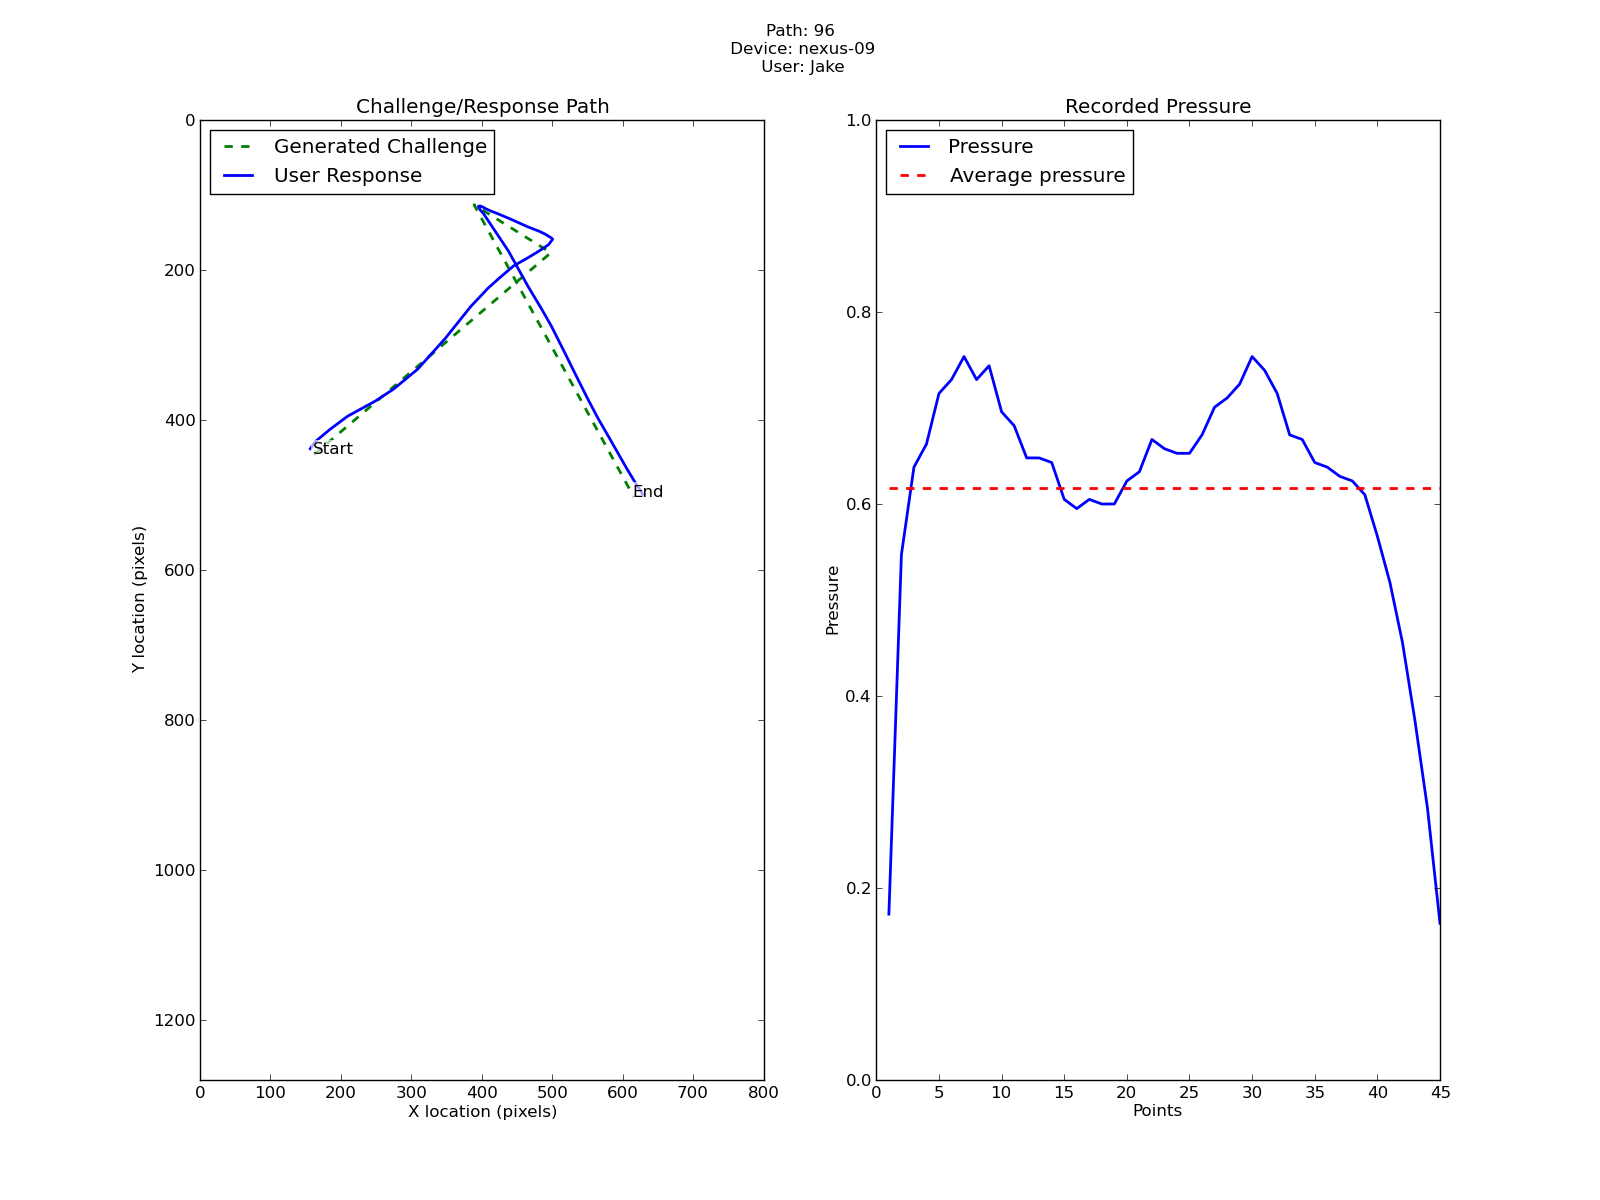 Path: 96
Device: nexus-09
User: Jake
Challenge/Response Path
Generated Challenge
User Response
Start
End
0
200
400
600
800
1000
1200
Y location (pixels)
0 100 200 300 400 500 600 700 800
X location (pixels)
Recorded Pressure
Pressure
Average pressure
1.0
0.8
0.6
0.4
0.2
0.0
Pressure
0 5 10 15 20 25 30 35 40 45
Points